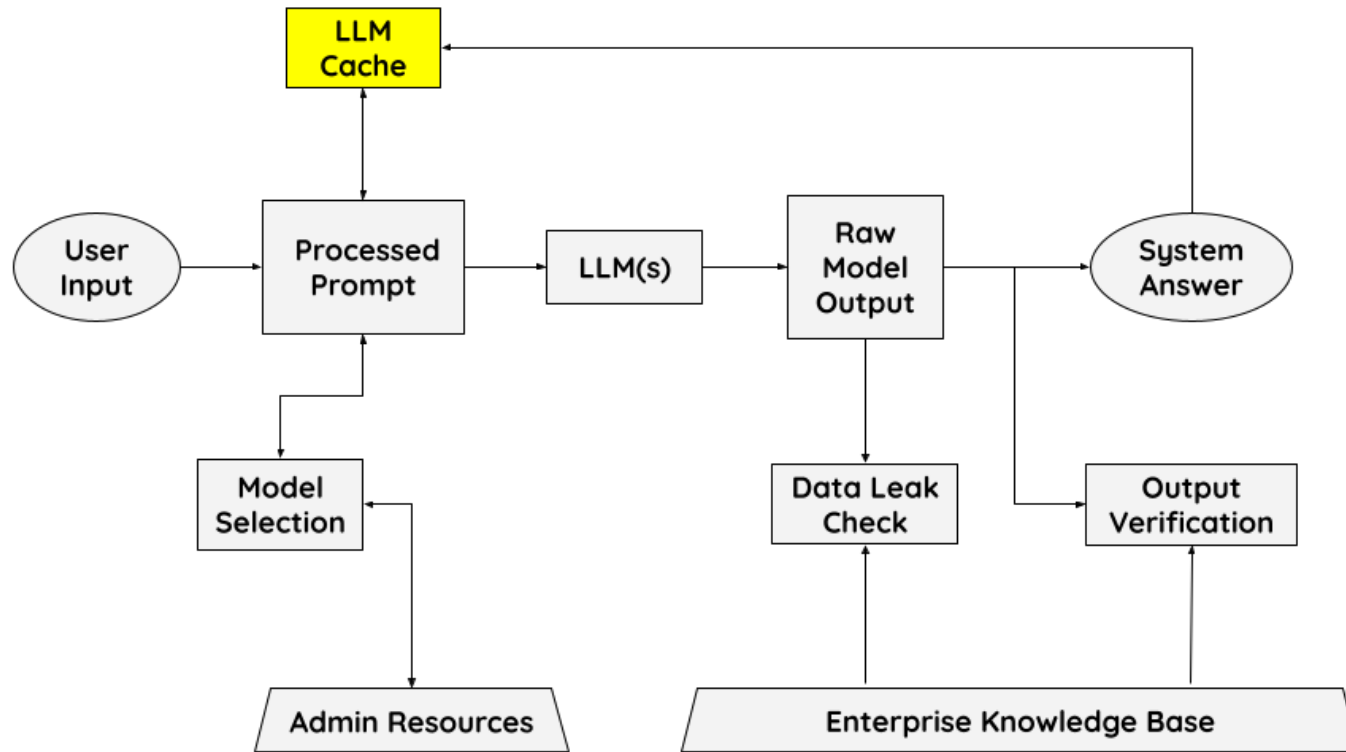 LLM
Cache
User
Input
Processed
Prompt
LLM(s)
Raw
Model
Output
System
Answer
Model
Selection
Data Leak
Check
Output
Verification
Admin Resources
Enterprise Knowledge Base